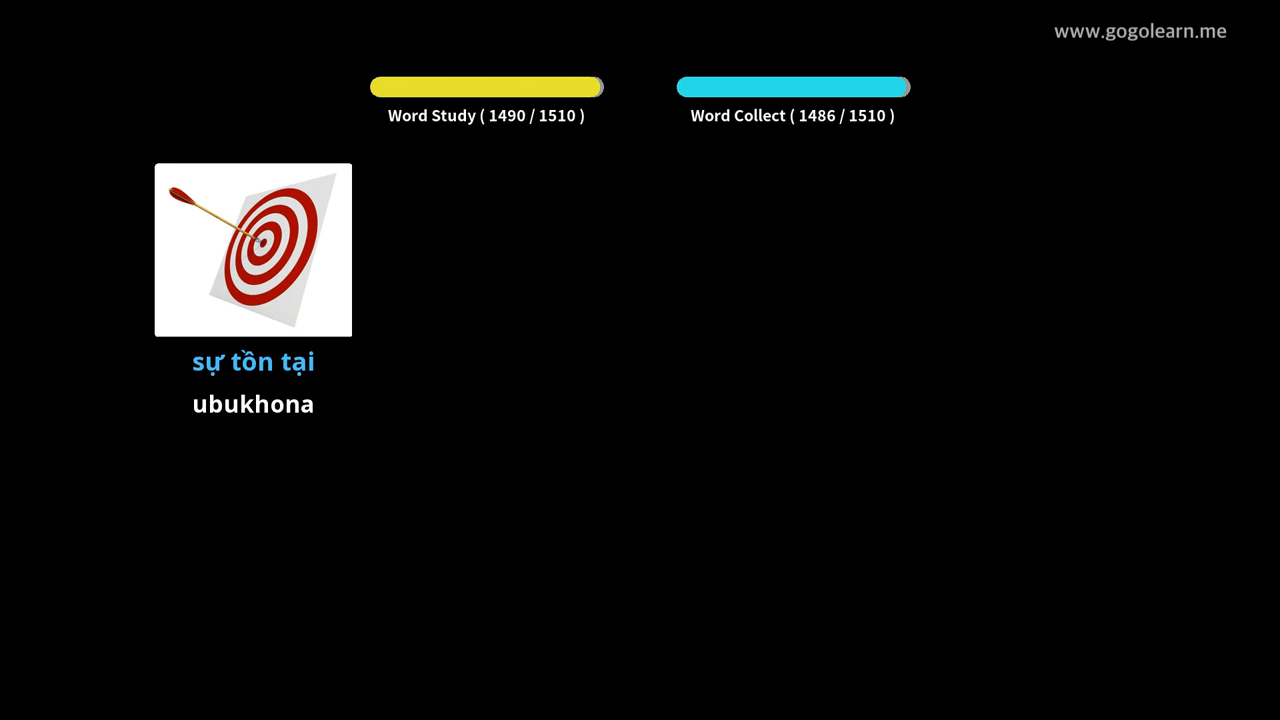 www.gogolearn.me
Word Study ( 1490 / 1510 )
Word Collect ( 1486 / 1510 )
sự tồn tại
ubukhona